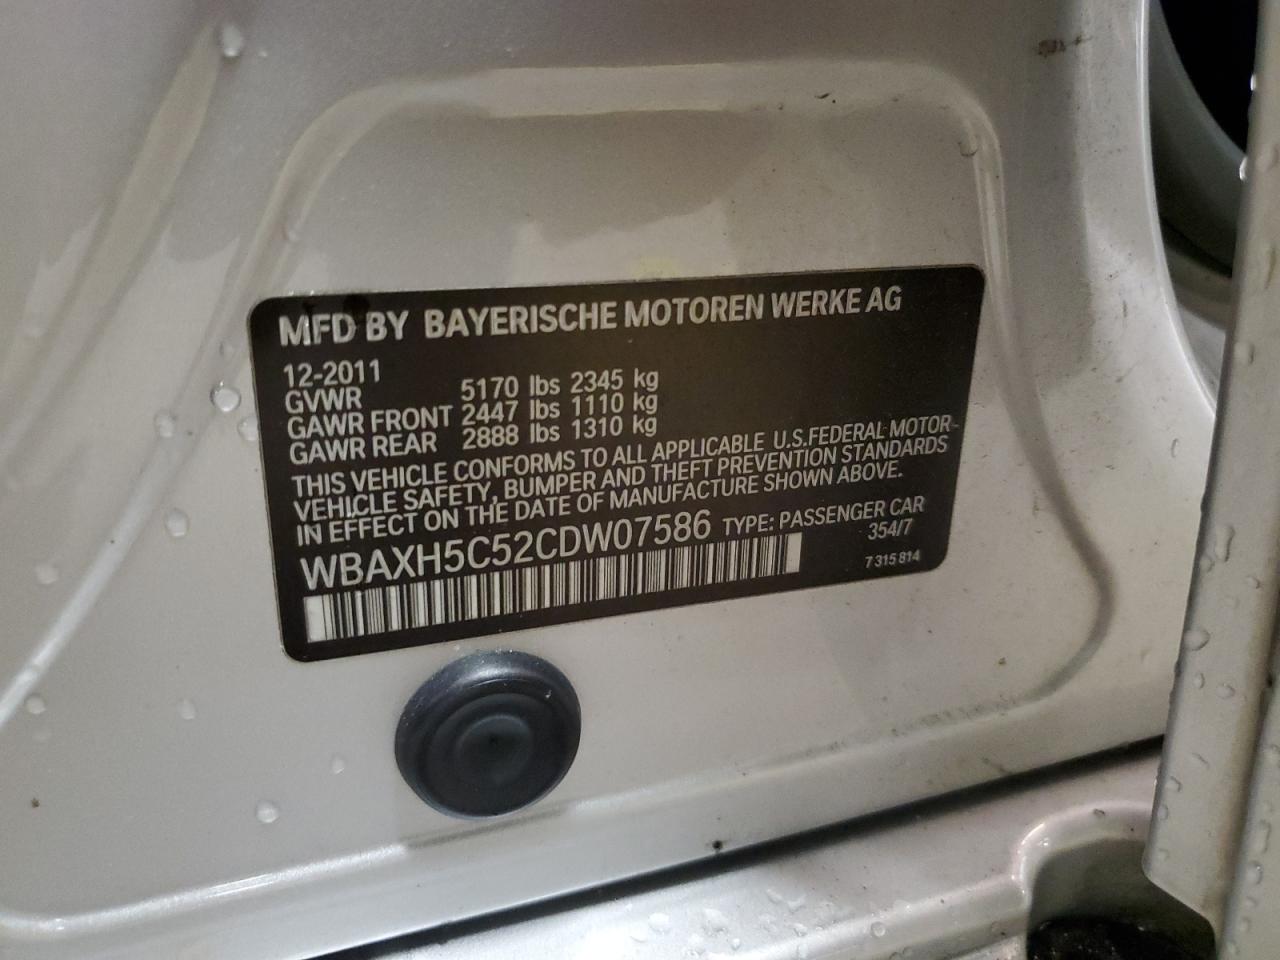 MFD BY BAYERISCHE MOTOREN WERKE AG
12-2011
GVWR 5170 lbs 2345 kg
GAWR FRONT 2447 lbs 1110 kg
GAWR REAR 2888 lbs 1310 kg
THIS VEHICLE CONFORMS TO ALL APPLICABLE U.S.FEDERAL MOTOR-
VEHICLE SAFETY, BUMPER AND THEFT PREVENTION STANDARDS
IN EFFECT ON THE DATE OF MANUFACTURE SHOWN ABOVE.
WBAXH5C52CDW07586 TYPE: PASSENGER CAR
354/7
7 315 814